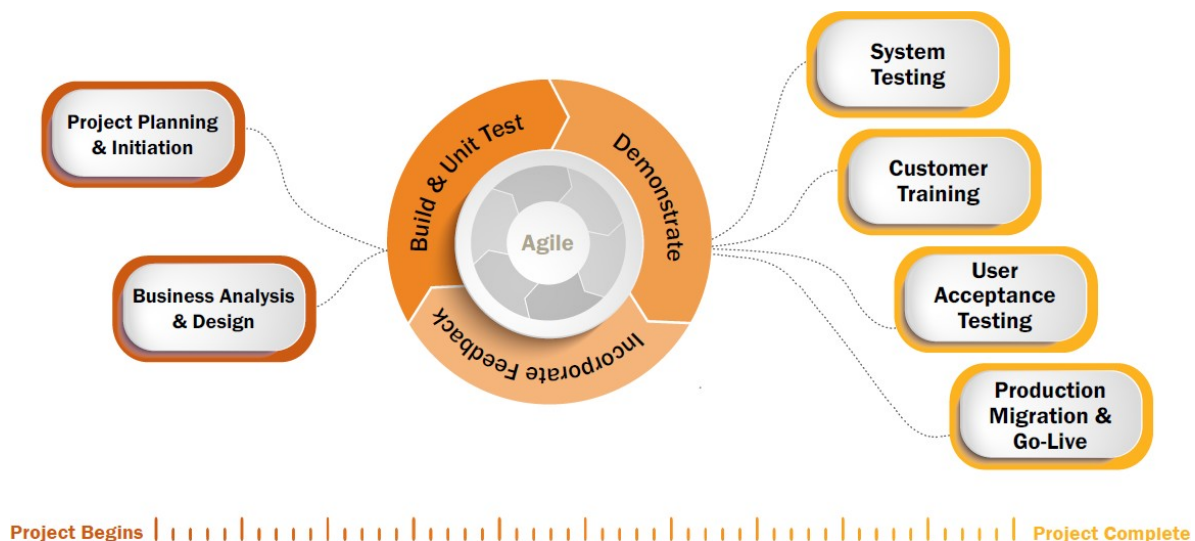 Project Planning
& Initiation
Business Analysis
& Design
Build & Unit Test
Demonstrate
Incorporate Feedback
Agile
System
Testing
Customer
Training
User
Acceptance
Testing
Production
Migration &
Go-Live
Project Begins
Project Complete